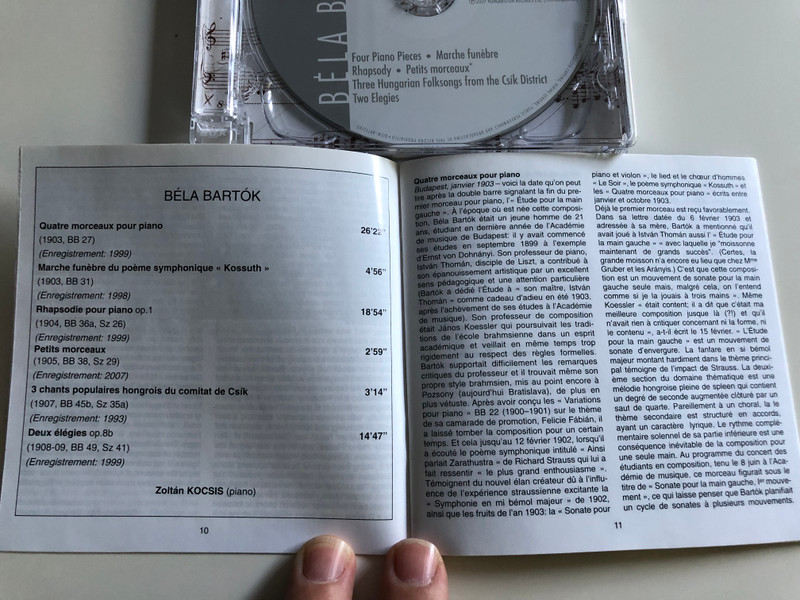 BÉLA B
Four Piano Pieces • Marche funèbre
Rhapsody • Petits morceaux*
Three Hungarian Folksongs from the Csík District
Two Elegies
BÉLA BARTÓK
Quatre morceaux pour piano 26'22"
(1903, BB 27)
(Enregistrement: 1999)
Marche funèbre du poème symphonique « Kossuth » 4'56"
(1903, BB 31)
(Enregistrement: 1998)
Rhapsodie pour piano op.1 18'54"
(1904, BB 36a, Sz 26)
(Enregistrement: 1999)
Petits morceaux 2'59"
(1905, BB 38, Sz 29)
(Enregistrement: 2007)
3 chants populaires hongrois du comitat de Csík 3'14"
(1907, BB 45b, Sz 35a)
(Enregistrement: 1993)
Deux élégies op.8b 14'47"
(1908-09, BB 49, Sz 41)
(Enregistrement: 1999)
Zoltán KOCSIS (piano)
10
Quatre morceaux pour piano
Budapest, janvier 1903 – voici la date qu'on peut
lire après la double barre signalant la fin du pre-
mier morceau pour piano, l'« Étude pour la main
gauche ». À l'époque où est née cette composi-
tion, Béla Bartók était un jeune homme de 21
ans, étudiant en dernière année de l'Académie
de musique de Budapest: il y avait commencé
ses études en septembre 1899 à l'exemple
d'Ernst von Dohnányi. Son professeur de piano,
István Thomán, disciple de Liszt, a contribué à
son épanouissement artistique par un excellent
sens pédagogique et une attention particulière
(Bartók a dédié l'Étude à « son maître, István
Thomán » comme cadeau d'adieu en été 1903,
après l'achèvement de ses études à l'Académie
de musique). Son professeur de composition
était János Koessler qui poursuivait les tradi-
tions de l'école brahmsienne dans un esprit
académique et veillait en même temps trop
rigidement au respect des règles formelles.
Bartók supportait difficilement les remarques
critiques du professeur et il trouvait même son
propre style brahmsien, mis au point encore à
Pozsony (aujourd'hui Bratislava), de plus en
plus vétuste. Après avoir conçu les « Variations
pour piano » BB 22 (1900–1901) sur le thème
de sa camarade de promotion, Felicie Fábián, il
a laissé tomber la composition pour un certain
temps. Et cela jusqu'au 12 février 1902, lorsqu'il
a écouté le poème symphonique intitulé « Ainsi
parlait Zarathustra » de Richard Strauss qui lui a
fait ressentir « le plus grand enthousiasme ».
Témoignent du nouvel élan créateur dû à l'influ-
ence de l'expérience straussienne excitante la
« Symphonie en mi bémol majeur » de 1902,
ainsi que les fruits de l'an 1903: la « Sonate pour
piano et violon », le lied et le chœur d'hommes
« Le Soir », le poème symphonique « Kossuth » et
les « Quatre morceaux pour piano » écrits entre
janvier et octobre 1903.
Déjà le premier morceau est reçu favorablement.
Dans sa lettre datée du 6 février 1903 et
adressée à sa mère, Bartók a mentionné qu'il
avait joué à István Thomán aussi l' « Étude pour
la main gauche » « avec laquelle je "moissonne
maintenant de grands succès". (Certes, la
grande moisson n'a encore eu lieu que chez Mme
Gruber et les Arányis.) C'est que cette composition
est un mouvement de sonate pour la main
gauche seule mais, malgré cela, on l'entend
comme si je la jouais à trois mains ». Même
Koessler « était content; il a dit que c'était ma
meilleure composition jusque là (?!) et qu'il
n'avait rien à critiquer concernant ni la forme, ni
le contenu », a-t-il écrit le 15 février. « L'Étude
pour la main gauche » est un mouvement de
sonate d'envergure. La fanfare en si bémol
majeur montant hardiment dans le thème princi-
pal témoigne de l'impact de Strauss. La deuxiè-
me section du domaine thématique est une
mélodie hongroise pleine de spleen qui contient
un degré de seconde augmentée clôturé par un
saut de quarte. Pareillement à un choral, la le
thème secondaire est structuré en accords,
ayant un caractère lyrique. Le rythme complé-
mentaire solennel de sa partie inférieure est une
conséquence inévitable de la composition pour
une seule main. Au programme du concert des
étudiants en composition, tenu le 8 juin à l'Aca-
démie de musique, ce morceau figurait sous le
titre de « Sonate pour la main gauche, Ier mouve-
ment », ce qui laisse penser que Bartók planifiait
un cycle de sonates à plusieurs mouvements.
11